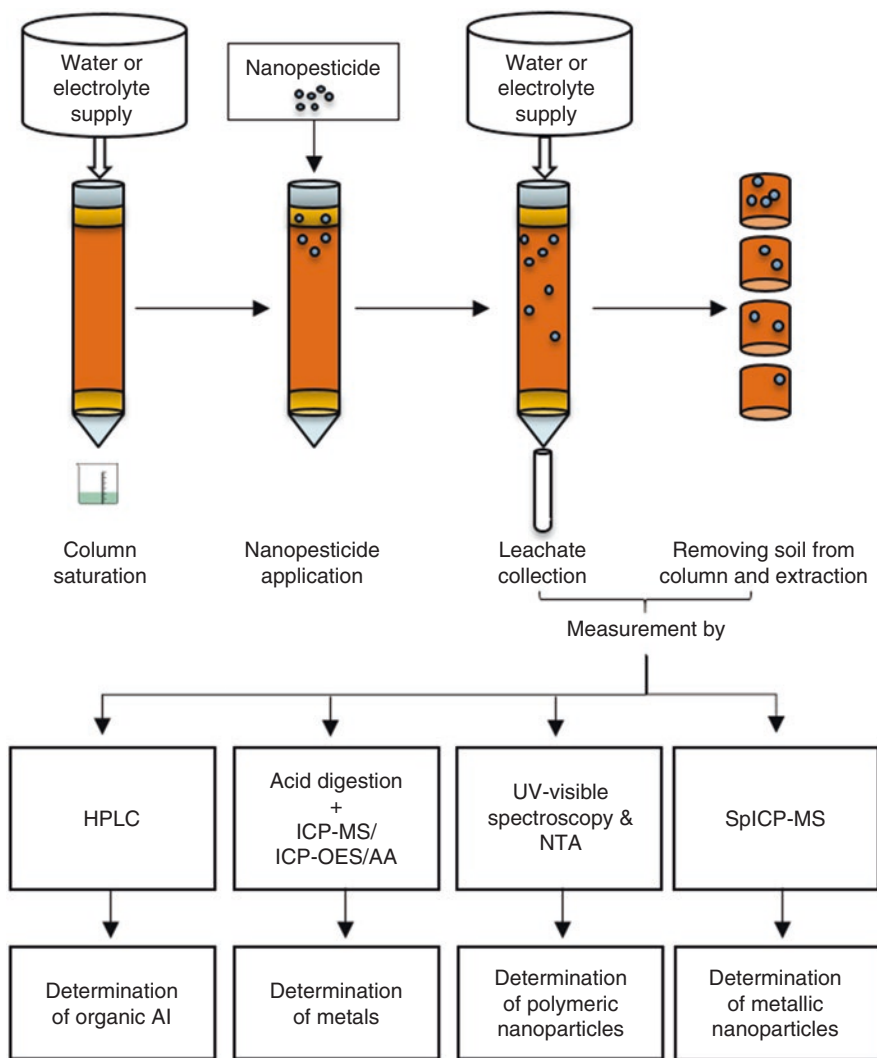 Water or
electrolyte
supply
Nanopesticide
Water or
electrolyte
supply
Column
saturation
Nanopesticide
application
Leachate
collection
Removing soil from
column and extraction
Measurement by
HPLC
Acid digestion
+
ICP-MS/
ICP-OES/AA
UV-visible
spectroscopy &
NTA
SpICP-MS
Determination
of organic AI
Determination
of metals
Determination
of polymeric
nanoparticles
Determination
of metallic
nanoparticles